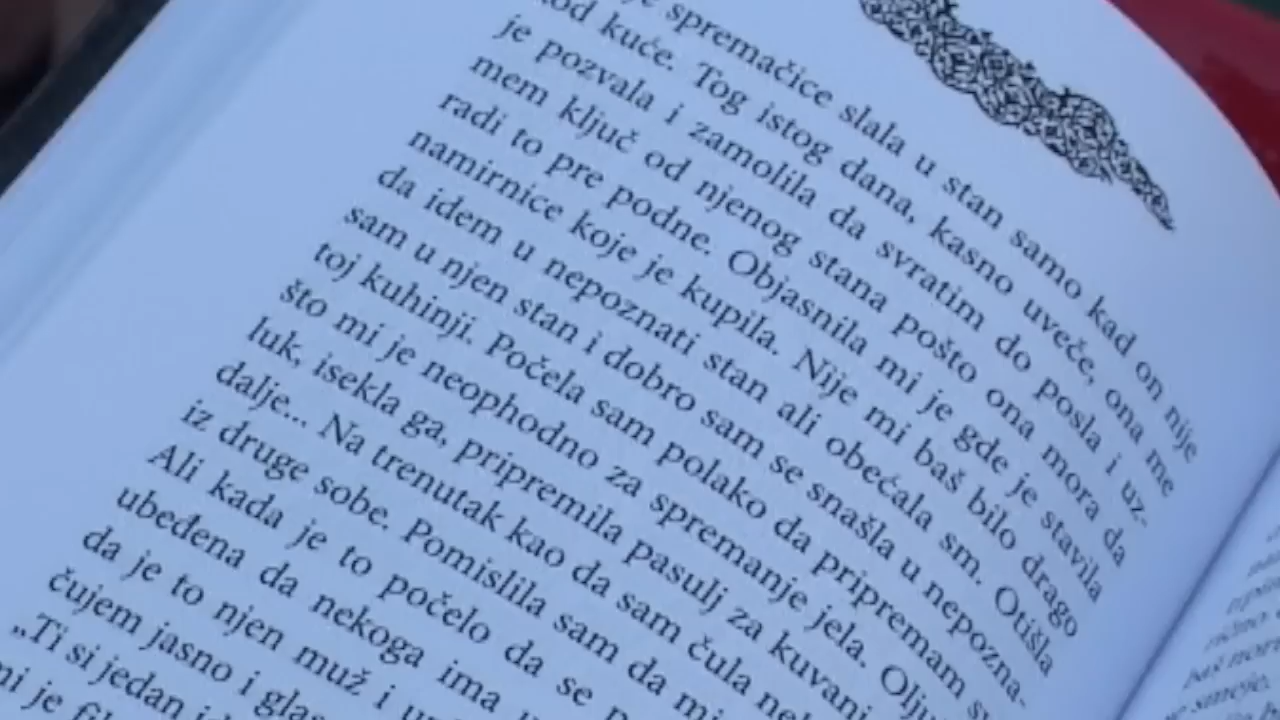 spremačice slala u stan samo kad on nije
kod kuće. Tog istog dana, kasno uveče, ona me
je pozvala i zamolila da svratim do posla i uz-
mem ključ od njenog stana pošto ona mora da
radi to pre podne. Objasnila mi je gde je stavila
namirnice koje je kupila. Nije mi baš bilo drago
da idem u nepoznati stan ali obećala sm. Otišla
sam u njen stan i dobro sam se snašla u nepozna-
toj kuhinji. Počela sam polako da pripremam
što mi je neophodno za spremanje jela.
luk, isekla ga, pripremila pasulj za
dalje... Na trenutak kao da sam čula
iz druge sobe. Pomislila sam da mi
Ali kada je to počelo da se
ubeđena da nekoga ima
da je to njen muž i
čujem jasno i
„Ti si jedan
mi je